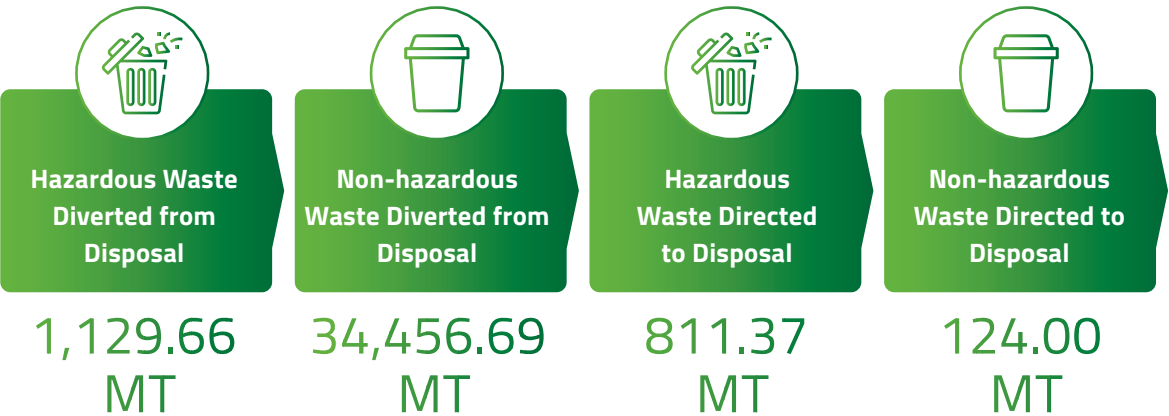 Hazardous Waste
Diverted from
Disposal
1,129.66
MT
Non-hazardous
Waste Diverted from
Disposal
34,456.69
MT
Hazardous
Waste Directed
to Disposal
811.37
MT
Non-hazardous
Waste Directed to
Disposal
124.00
MT